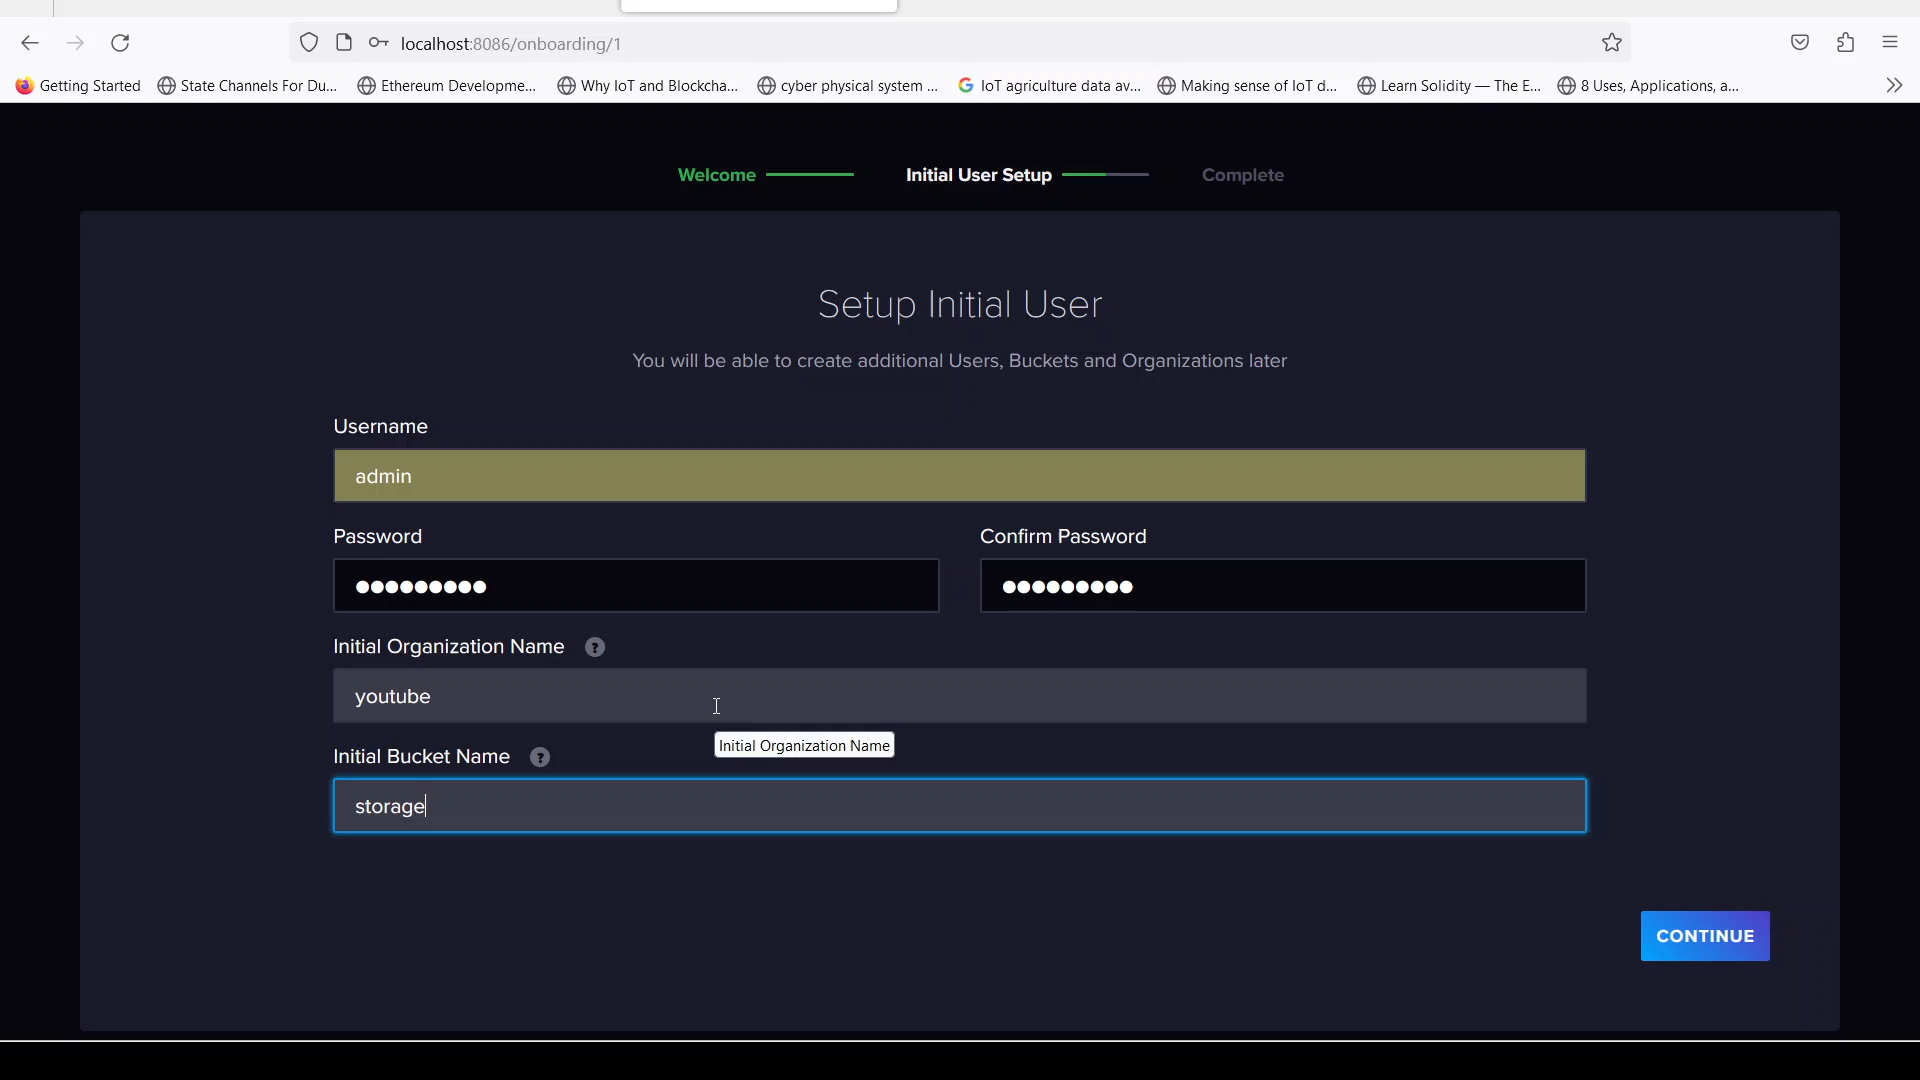 localhost:8086/onboarding/1
Getting Started State Channels For Du... Ethereum Developme... Why IoT and Blockcha... cyber physical system ... IoT agriculture data av... Making sense of IoT d... Learn Solidity — The E... 8 Uses, Applications, a...
Welcome Initial User Setup Complete
Setup Initial User
You will be able to create additional Users, Buckets and Organizations later
Username
admin
Password Confirm Password
Initial Organization Name ?
youtube
Initial Organization Name
Initial Bucket Name ?
storage
CONTINUE